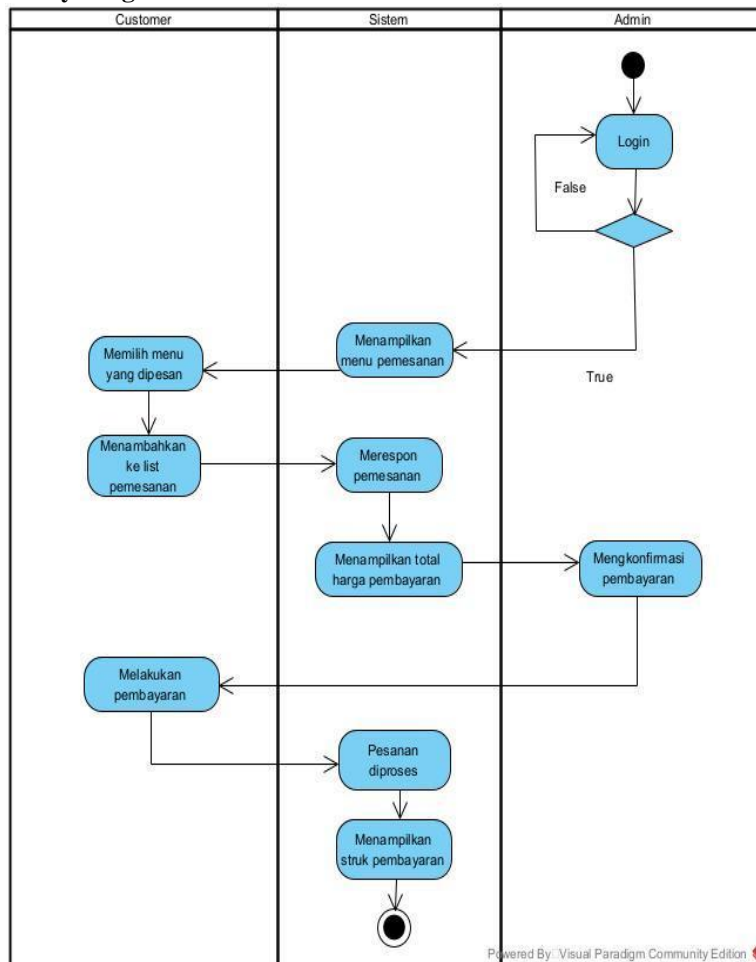 Customer
Sistem
Admin
Login
False
True
Menampilkan
menu pemesanan
Memilih menu
yang dipesan
Menambahkan
ke list
pemesanan
Merespon
pemesanan
Menampilkan total
harga pembayaran
Mengkonfirmasi
pembayaran
Melakukan
pembayaran
Pesanan
diproses
Menampilkan
struk pembayaran
Powered By Visual Paradigm Community Edition